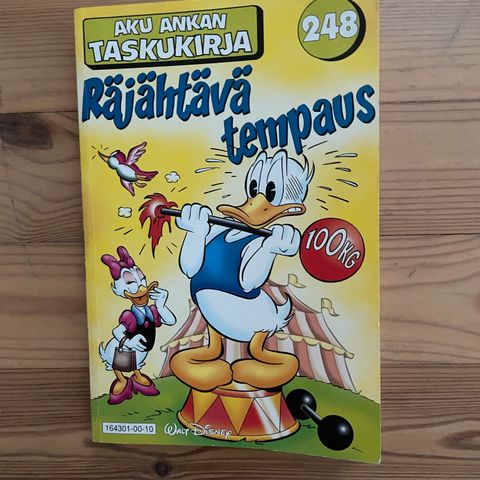 AKU ANKAN
TASKUKIRJA
248
Räjähtävä
tempaus
100KG
164301-00-10
WALT DISNEY